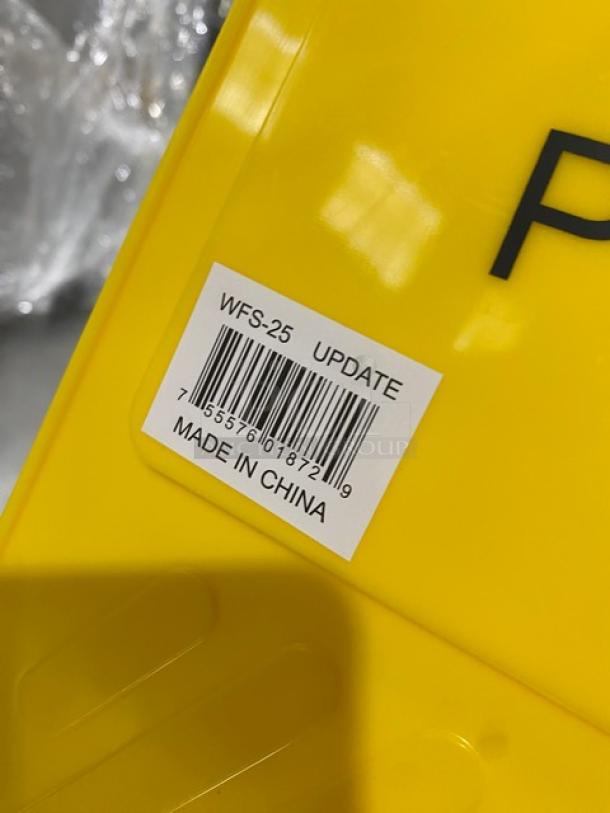 P
WFS-25 UPDATE
7 55576 01872 9
MADE IN CHINA